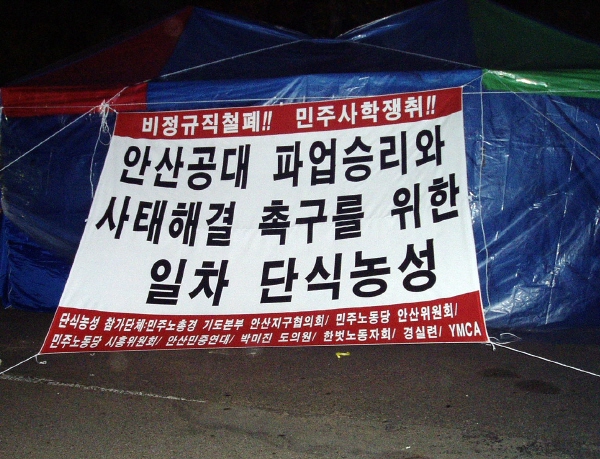 비정규직철폐!! 민주사학쟁취!!
안산공대 파업승리와
사태해결 촉구를 위한
일차 단식농성
단식농성 참가단체:민주노총경 기도본부 안산지구협의회/ 민주노동당 안산위원회/
민주노동당 시흥위원회/ 안산민중연대/ 박미진 도의원/ 한벗노동자회/ 경실련/ YMCA